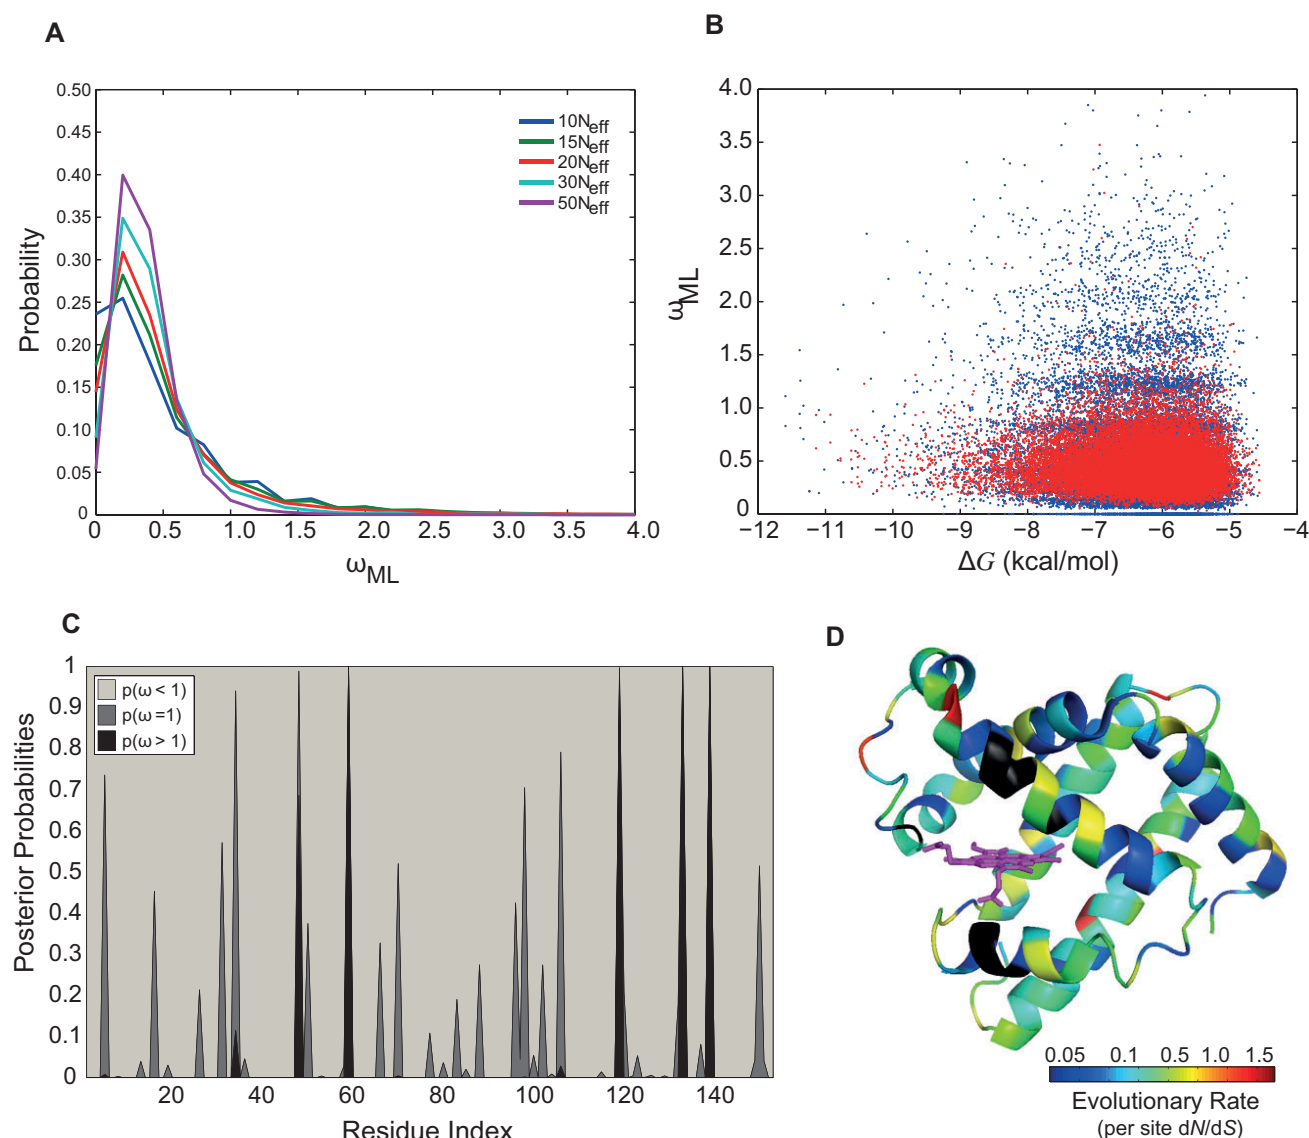 A
0.50
0.45
0.40
0.35
0.30
0.25
0.20
0.15
0.10
0.05
0
Probability
10Neff
15Neff
20Neff
30Neff
50Neff
0 0.5 1.0 1.5 2.0 2.5 3.0 3.5 4.0
ωML
B
4.0
3.5
3.0
2.5
2.0
1.5
1.0
0.5
0
ωML
−12 −11 −10 −9 −8 −7 −6 −5 −4
ΔG (kcal/mol)
C
1
0.9
0.8
0.7
0.6
0.5
0.4
0.3
0.2
0.1
0
Posterior Probabilities
p(ω < 1)
p(ω =1)
p(ω > 1)
20 40 60 80 100 120 140
Residue Index
D
0.05 0.1 0.5 1.0 1.5
Evolutionary Rate
(per site dN/dS)